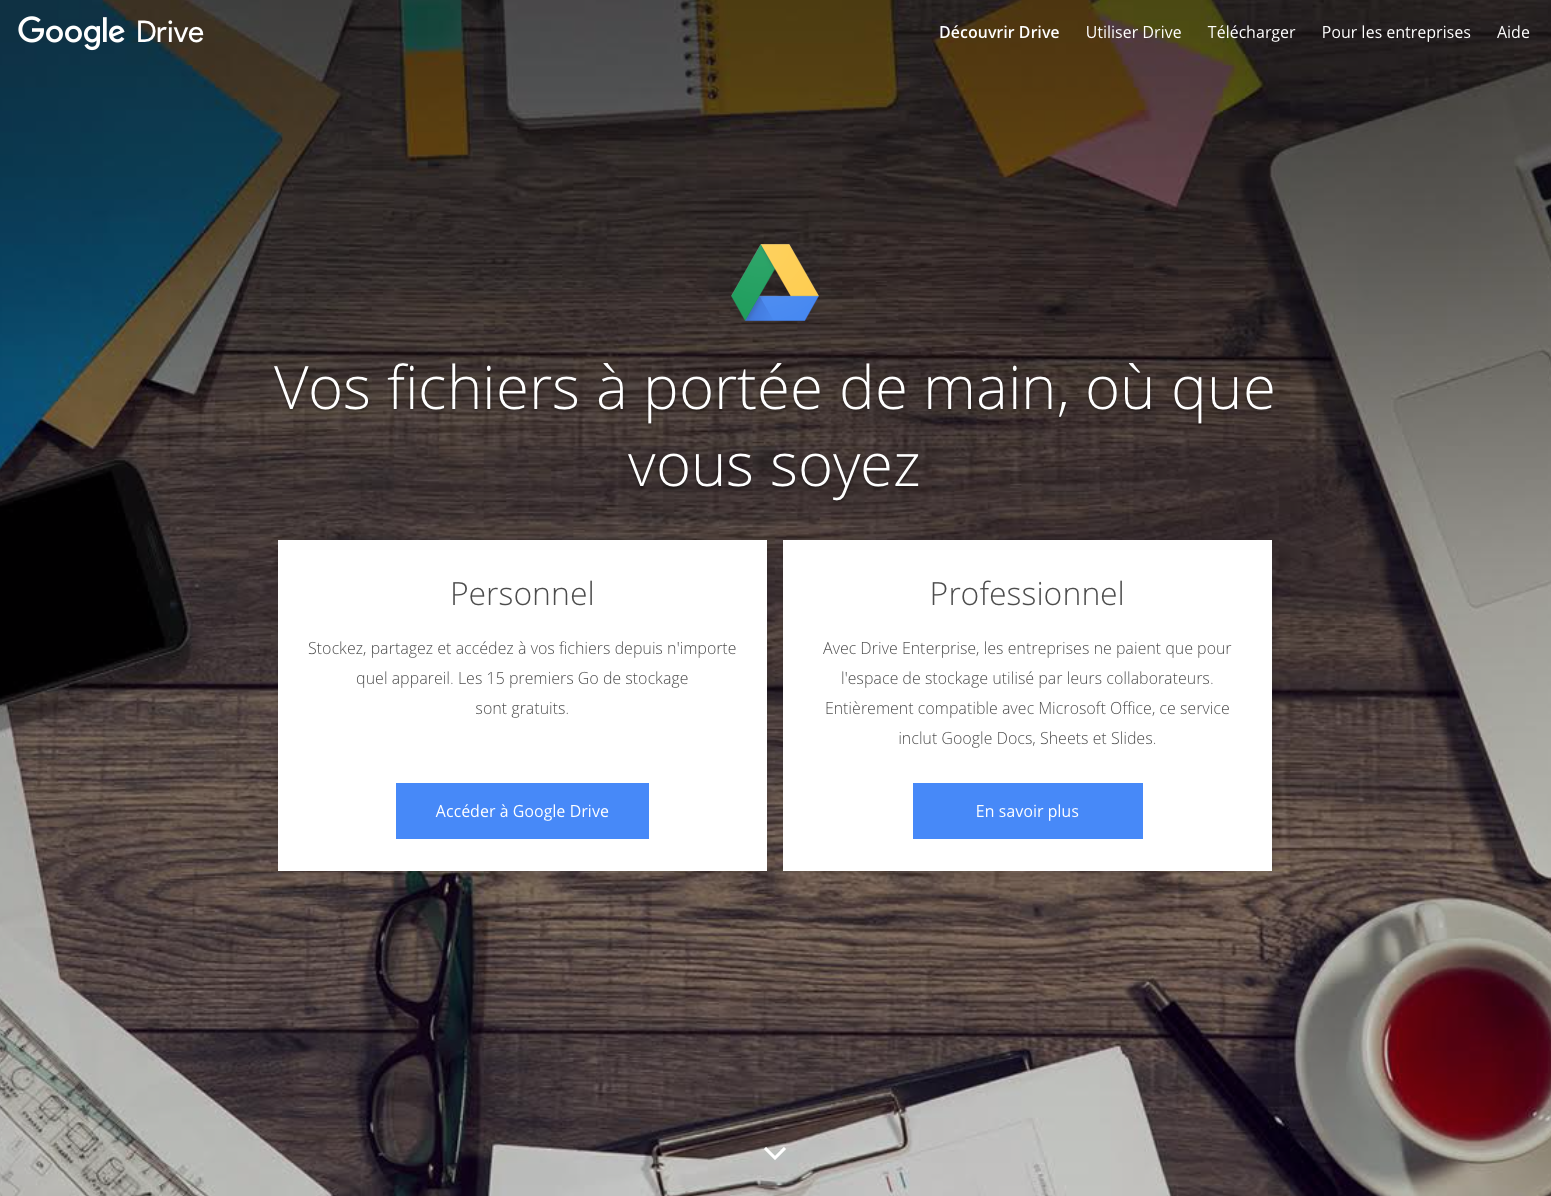 Google Drive
Découvrir Drive
Utiliser Drive
Télécharger
Pour les entreprises
Aide
Vos fichiers à portée de main, où que
vous soyez
Personnel
Stockez, partagez et accédez à vos fichiers depuis n'importe
quel appareil. Les 15 premiers Go de stockage
sont gratuits.
Accéder à Google Drive
Professionnel
Avec Drive Enterprise, les entreprises ne paient que pour
l'espace de stockage utilisé par leurs collaborateurs.
Entièrement compatible avec Microsoft Office, ce service
inclut Google Docs, Sheets et Slides.
En savoir plus